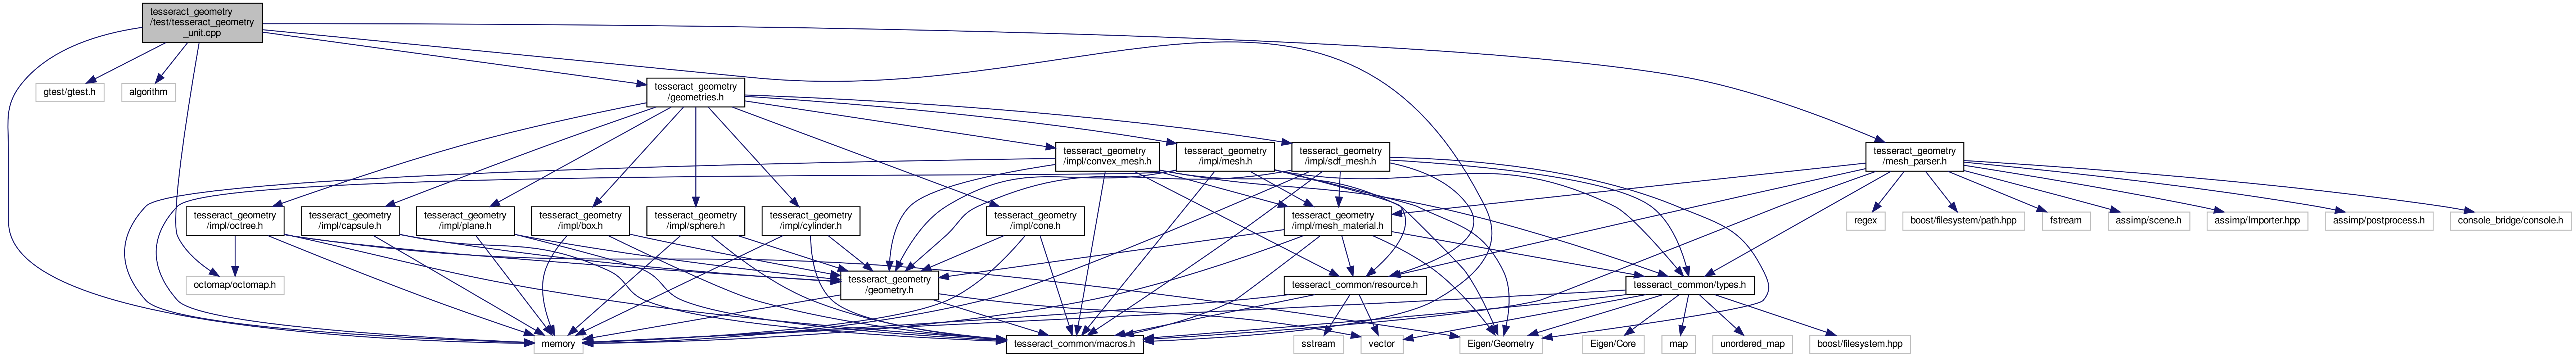 tesseract_geometry
/test/tesseract_geometry
_unit.cpp
gtest/gtest.h
algorithm
tesseract_geometry
/geometries.h
tesseract_geometry
/impl/convex_mesh.h
tesseract_geometry
/impl/mesh.h
tesseract_geometry
/impl/sdf_mesh.h
tesseract_geometry
/mesh_parser.h
tesseract_geometry
/impl/octree.h
tesseract_geometry
/impl/capsule.h
tesseract_geometry
/impl/plane.h
tesseract_geometry
/impl/box.h
tesseract_geometry
/impl/sphere.h
tesseract_geometry
/impl/cylinder.h
tesseract_geometry
/impl/cone.h
tesseract_geometry
/impl/mesh_material.h
regex
boost/filesystem/path.hpp
fstream
assimp/scene.h
assimp/Importer.hpp
assimp/postprocess.h
console_bridge/console.h
octomap/octomap.h
tesseract_geometry
/geometry.h
tesseract_common/resource.h
tesseract_common/types.h
memory
tesseract_common/macros.h
sstream
vector
Eigen/Geometry
Eigen/Core
map
unordered_map
boost/filesystem.hpp